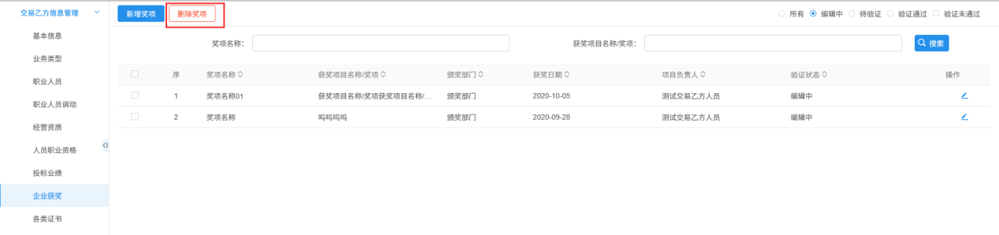 交易乙方信息管理
新增奖项 删除奖项 所有 编辑中 待验证 验证通过 验证未通过
基本信息
奖项名称: 获奖项目名称/奖项: 搜索
业务类型
序 奖项名称 获奖项目名称/奖项 颁奖部门 获奖日期 项目负责人 验证状态 操作
职业人员
1 奖项名称01 获奖项目名称/奖项获奖项目名称/... 颁奖部门 2020-10-05 测试交易乙方人员 编辑中
职业人员调动
2 奖项名称 呜呜呜呜 颁奖部门 2020-09-28 测试交易乙方人员 编辑中
经营资质
人员职业资格
投标业绩
企业获奖
各类证书